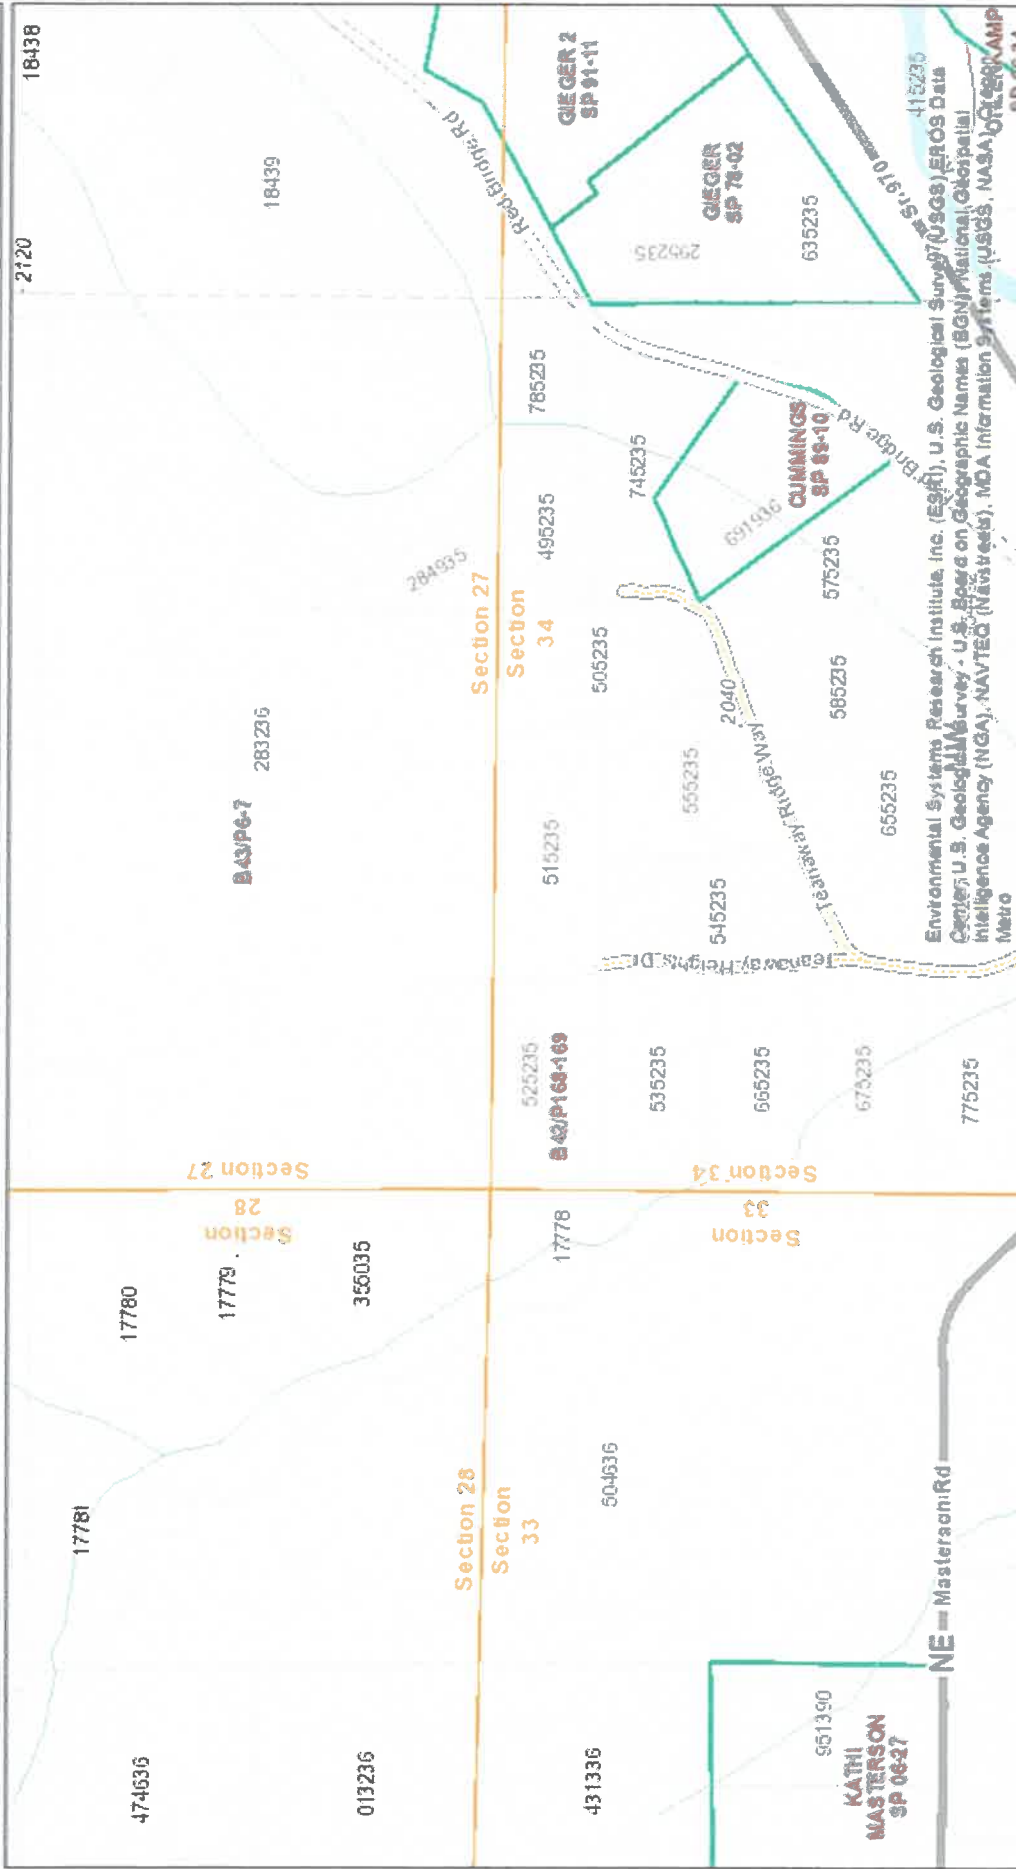 474636
17781
17780
17779
355035
013236
431336
Section 28
Section
33
504636
17778
Section
28
Section 27
Section
33
Section 34
KATHI
MASTERSON
SP 06-27
951390
NE
Masterson Rd
B43/P6-7
283236
284935
2120
18439
18438
Section 27
Section
34
525235
B42/P168-169
535235
665235
675235
775235
515235
545235
555235
505235
495235
785235
745235
2040
585235
575235
655235
Teanaway Heights Dr
Teanaway Ridge Way
691936
CUMMINGS
SP 89-10
Red Bridge Rd
Bridge Rd
GIEGER 2
SP 91-11
GIEGER
SP 78-02
295235
635235
Sr 970
415235
Environmental Systems Research Institute, Inc. (ESRI), U.S. Geological Survey (USGS) EROS Data
Center, U.S. Geological Survey - U.S. Board on Geographic Names (BGN), National Geospatial
Intelligence Agency (NGA), NAVTEQ (Navstreets), MDA Information Systems (USGS, NASA),
Metro